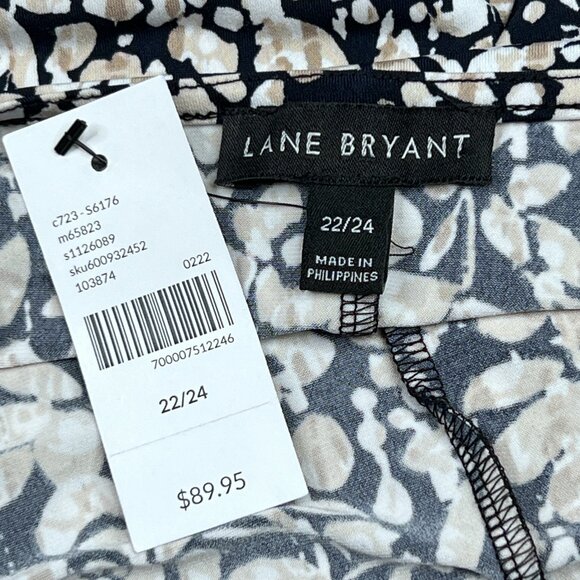 LANE BRYANT
22/24
MADE IN
PHILIPPINES
c723-S6176
m65823
s1126089
sku600932452
103874
0222
700007512246
22/24
$89.95